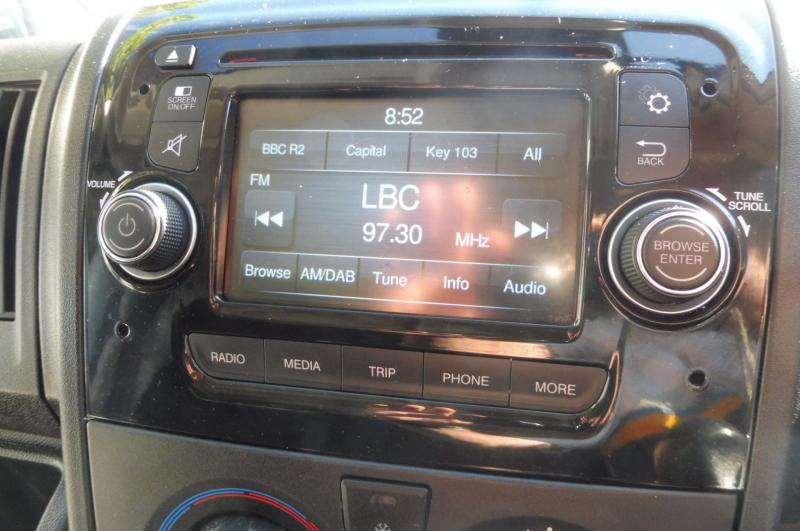 SCREEN
ON/OFF
8:52
BBC R2 Capital Key 103 All
FM
LBC
97.30 MHz
Browse AM/DAB Tune Info Audio
VOLUME
BACK
TUNE
SCROLL
BROWSE
ENTER
RADIO MEDIA TRIP PHONE MORE